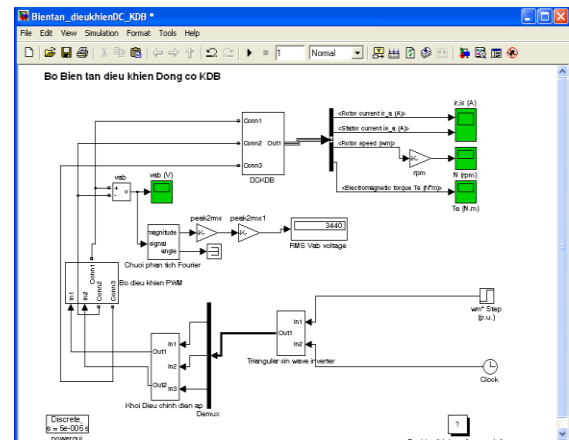 Bientan_dieukhienDC_KDB *
File Edit View Simulation Format Tools Help
1
Normal
Bo Bien tan dieu khien Dong co KDB
ir,is (A)
<Rotor current ir_a (A)>
<Stator current is_a (A)>
<Rotor speed (wm)>
Conn1
Conn2 Out1
Conn3
DCKDB
rpm
N (rpm)
<Electromagnetic torque Te (N*m)>
Te (N.m)
vab
vab (V)
+
-
v
peak2rms
peak2rms1
magnitude
signal
angle
-K-
-K-
-K-
3440
RMS Vab voltage
Chuoi phan tich Fourier
Conn1
Conn2
Conn3
In1
In2
Bo dieu khien PWM
wm* Step
(p.u.)
In1
Out1
In2
Triangular sin wave inverter
Clock
In1
Out1
In2
Out2
In3
Khoi Dieu chinh dien ap
Demux
Discrete,
s = 5e-005 s
powergui
?